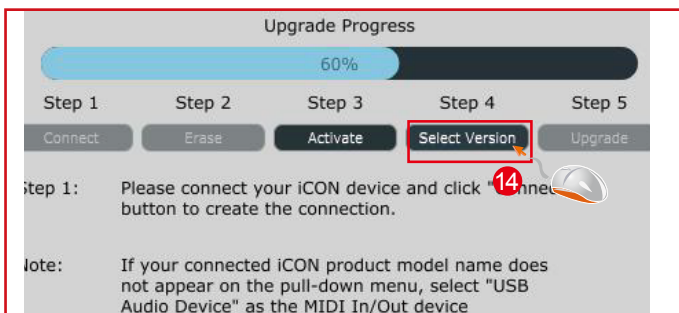 Upgrade Progress
60%
Step 1 Step 2 Step 3 Step 4 Step 5
Connect Erase Activate Select Version Upgrade
14
Step 1: Please connect your iCON device and click "Connect"
button to create the connection.
Note: If your connected iCON product model name does
not appear on the pull-down menu, select "USB
Audio Device" as the MIDI In/Out device